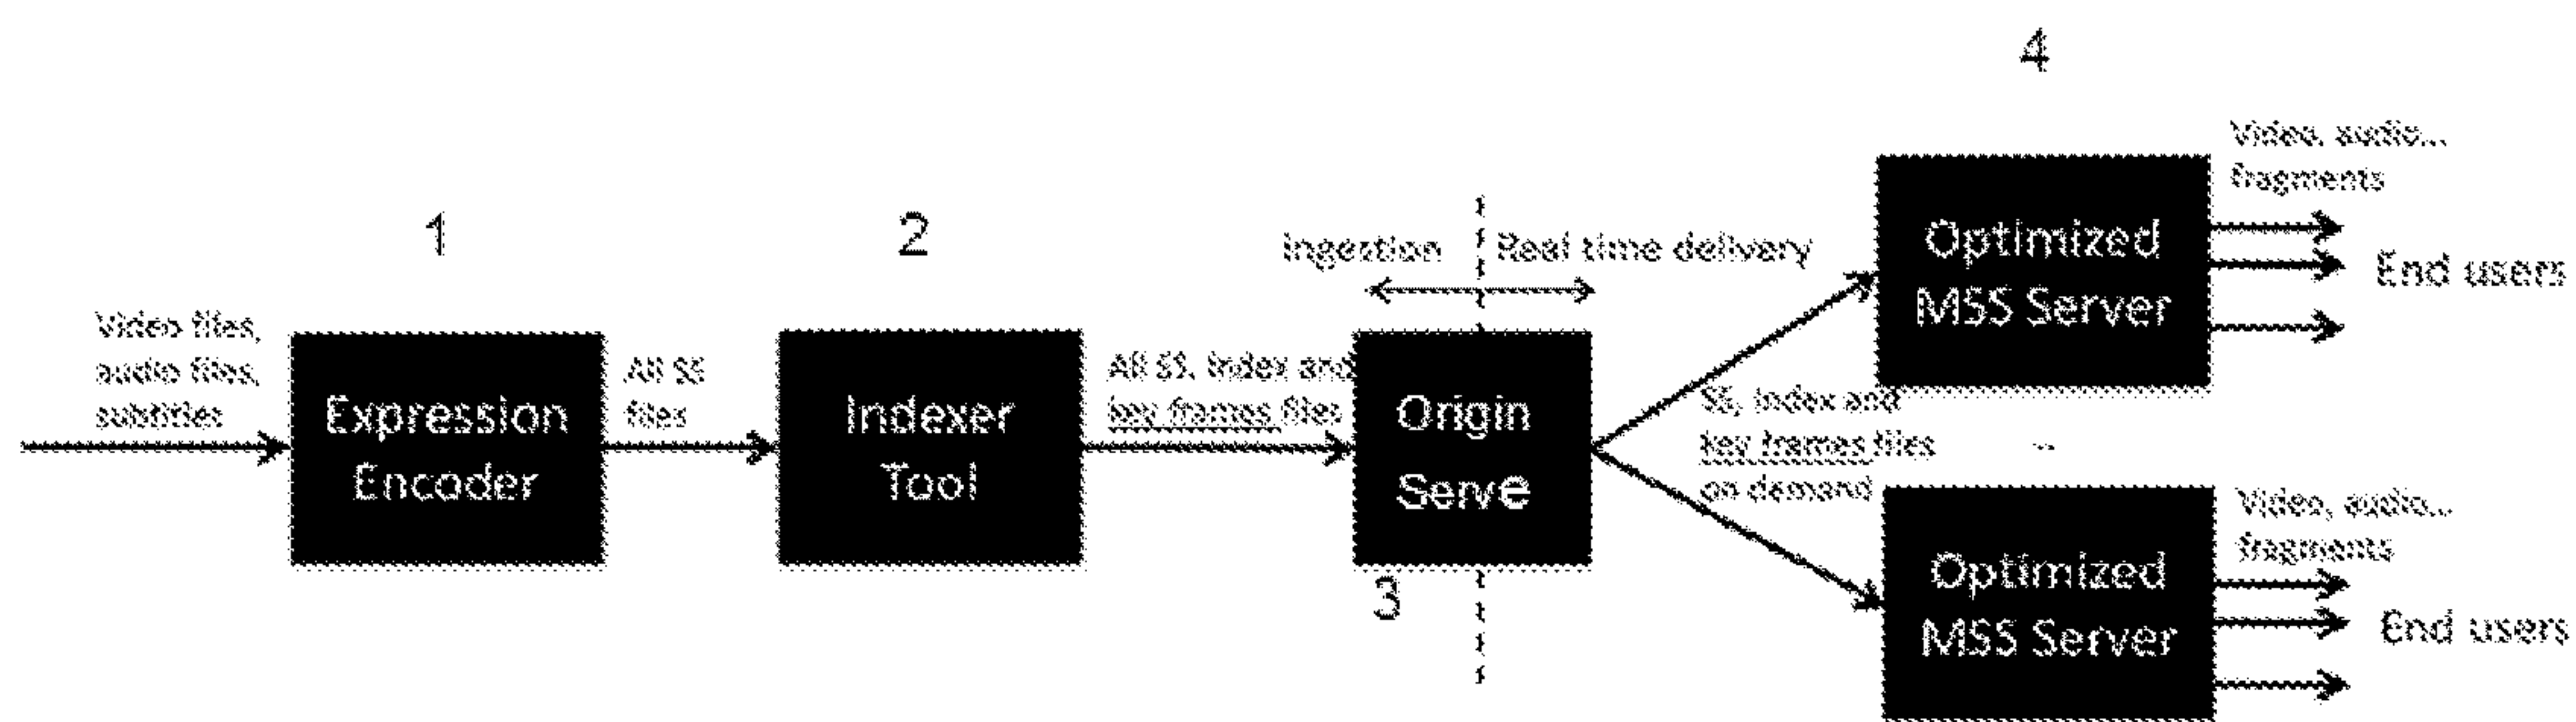 4
Video, audio...
fragments
1
2
Ingestion
Real time delivery
Optimized
MSS Server
End users
Video files,
audio files,
subtitles
Expression
Encoder
All SS
files
Indexer
Tool
All SS, Index and
key frames files
Origin
Serve
3
SS, Index and
key frames files
on demand
Video, audio...
fragments
Optimized
MSS Server
End users